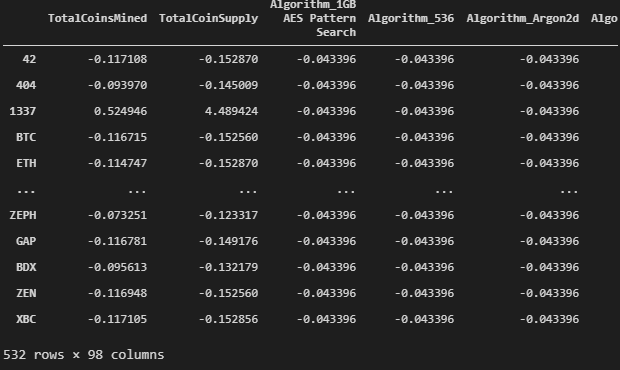 Algorithm_1GB
TotalCoinsMined TotalCoinSupply AES Pattern Algorithm_536 Algorithm_Argon2d Algo
Search
42 -0.117108 -0.152870 -0.043396 -0.043396 -0.043396
404 -0.093970 -0.145009 -0.043396 -0.043396 -0.043396
1337 0.524946 4.489424 -0.043396 -0.043396 -0.043396
BTC -0.116715 -0.152560 -0.043396 -0.043396 -0.043396
ETH -0.114747 -0.152870 -0.043396 -0.043396 -0.043396
... ... ... ... ... ...
ZEPH -0.073251 -0.123317 -0.043396 -0.043396 -0.043396
GAP -0.116781 -0.149176 -0.043396 -0.043396 -0.043396
BDX -0.095613 -0.132179 -0.043396 -0.043396 -0.043396
ZEN -0.116948 -0.152560 -0.043396 -0.043396 -0.043396
XBC -0.117105 -0.152856 -0.043396 -0.043396 -0.043396
532 rows × 98 columns